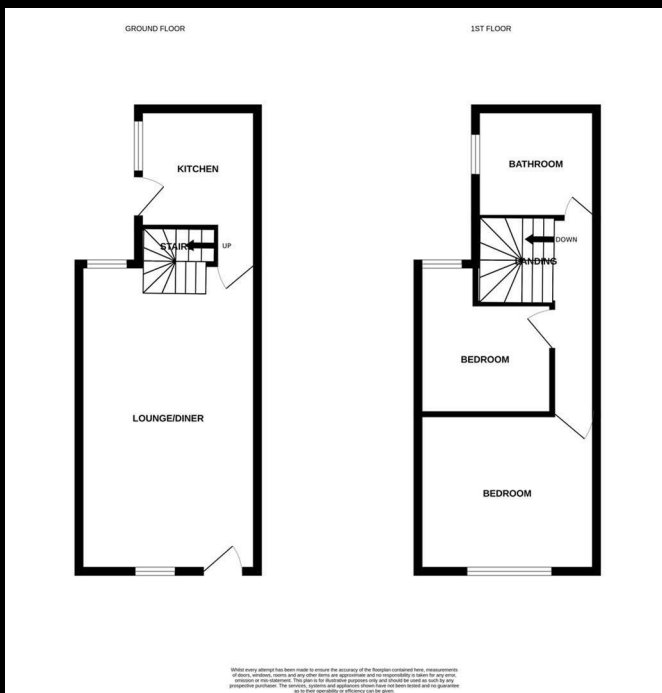 GROUND FLOOR
1ST FLOOR
KITCHEN
STAIR
UP
LOUNGE/DINER
BATHROOM
DOWN
LANDING
BEDROOM
BEDROOM
Whilst every attempt has been made to ensure the accuracy of the floorplan contained here, measurements
of doors, windows, rooms and any other items are approximate and no responsibility is taken for any error,
omission or mis-statement. This plan is for illustrative purposes only and should be used as such by any
prospective purchaser. The services, systems and appliances shown have not been tested and no guarantee
as to their operability or efficiency can be given.